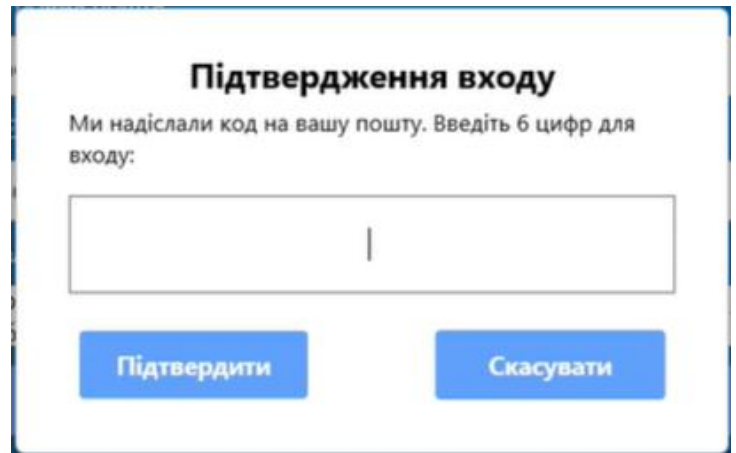 Підтвердження входу
Ми надіслали код на вашу пошту. Введіть 6 цифр для
входу:
Підтвердити
Скасувати